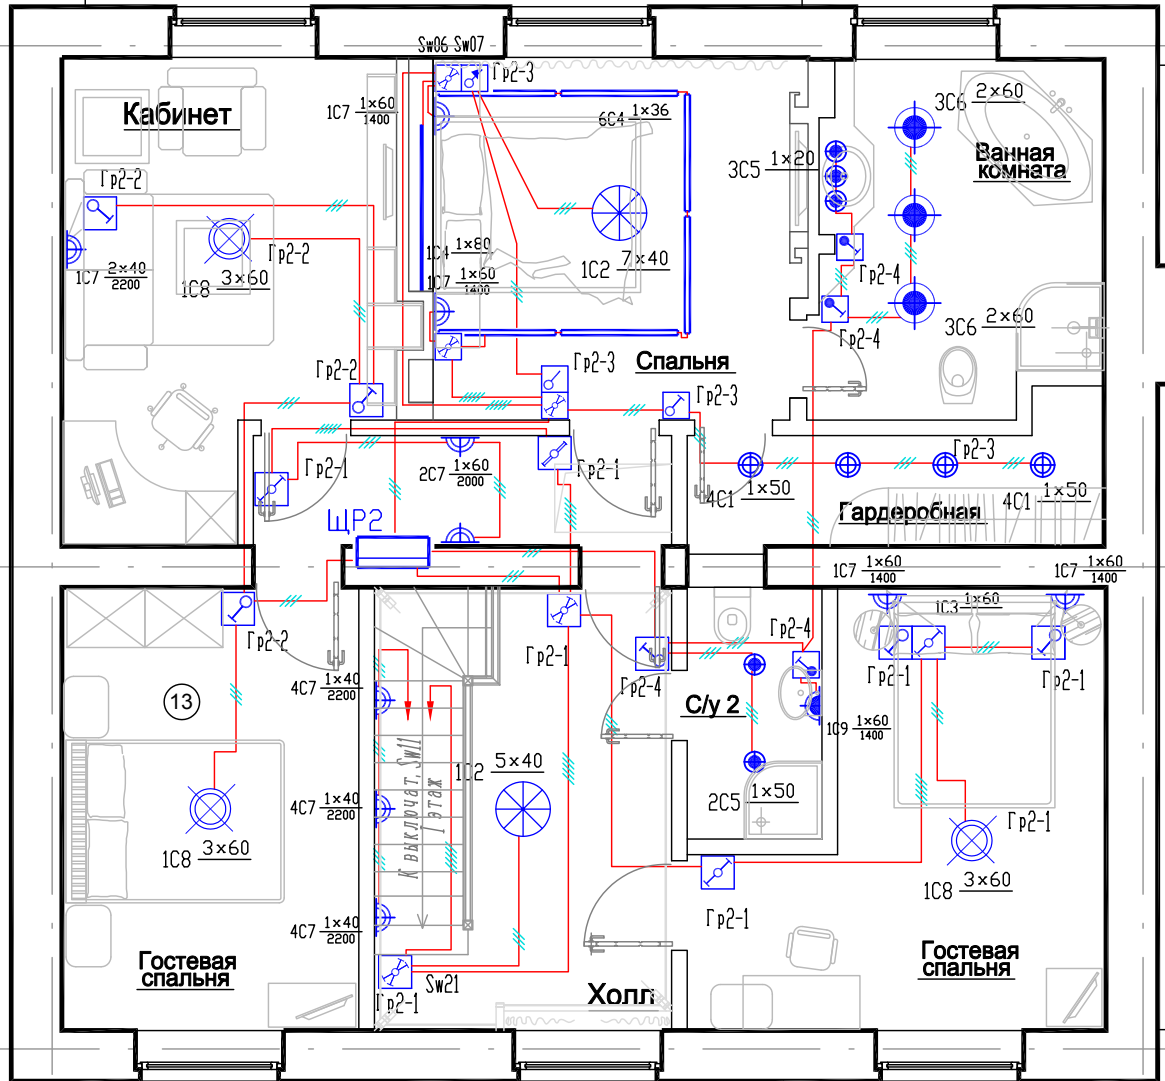 Sw06 Sw07
Гр2-3
Кабинет
1С7 1×60
1400
6С4 1×36
3С6 2×60
3С5 1×20
Ванная
комната
Гр2-2
Гр2-2
1С7 2×40
2200
1С8 3×60
1С4 1×80
1С7 1×60
1400
1С2 7×40
Гр2-4
3С6 2×60
Гр2-4
Спальня
Гр2-2
Гр2-3
Гр2-3
Гр2-1
2С7 1×60
2000
Гр2-1
Гр2-3
4С1 1×50
4С1 1×50
Гардеробная
ЩР2
1С7 1×60
1400
1С7 1×60
1400
1С3 1×60
Гр2-2
Гр2-1
Гр2-4
Гр2-4
Гр2-1
Гр2-1
13
4С7 1×40
2200
С/у 2
1С9 1×60
1400
К выключат. Sw11
1 этаж
1С2 5×40
2С5 1×50
4С7 1×40
2200
Гр2-1
1С8 3×60
1С8 3×60
Гр2-1
4С7 1×40
2200
Гостевая
спальня
Гостевая
спальня
Гр2-1
Sw21
Холл